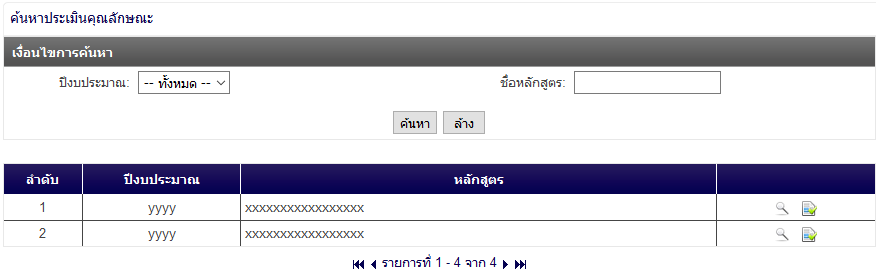 ค้นหาประเมินคุณลักษณะ
เงื่อนไขการค้นหา
ปีงบประมาณ: -- ทั้งหมด -- ชื่อหลักสูตร:
ค้นหา ล้าง
ลำดับ ปีงบประมาณ หลักสูตร
1 yyyy xxxxxxxxxxxxxxxxx
2 yyyy xxxxxxxxxxxxxxxxx
รายการที่ 1 - 4 จาก 4